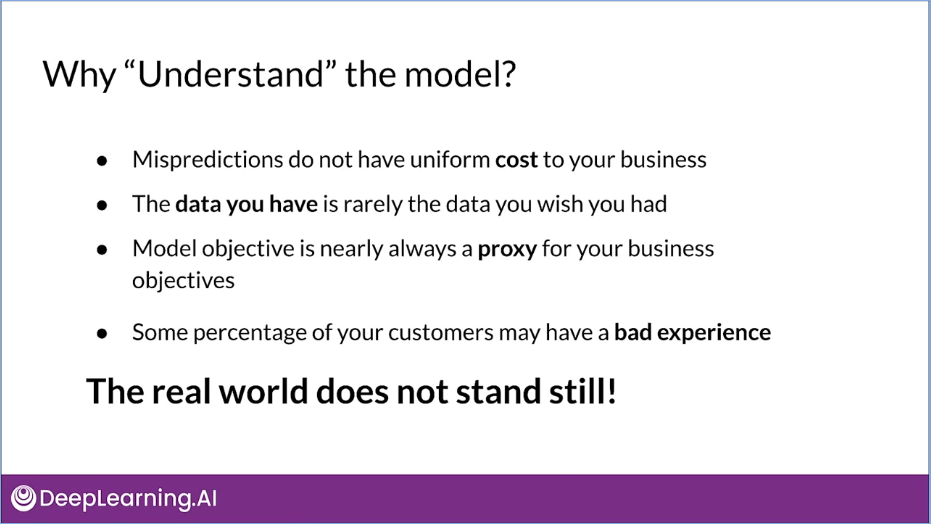 Why “Understand” the model?
● Mispredictions do not have uniform cost to your business
● The data you have is rarely the data you wish you had
● Model objective is nearly always a proxy for your business
objectives
● Some percentage of your customers may have a bad experience
The real world does not stand still!
DeepLearning.AI